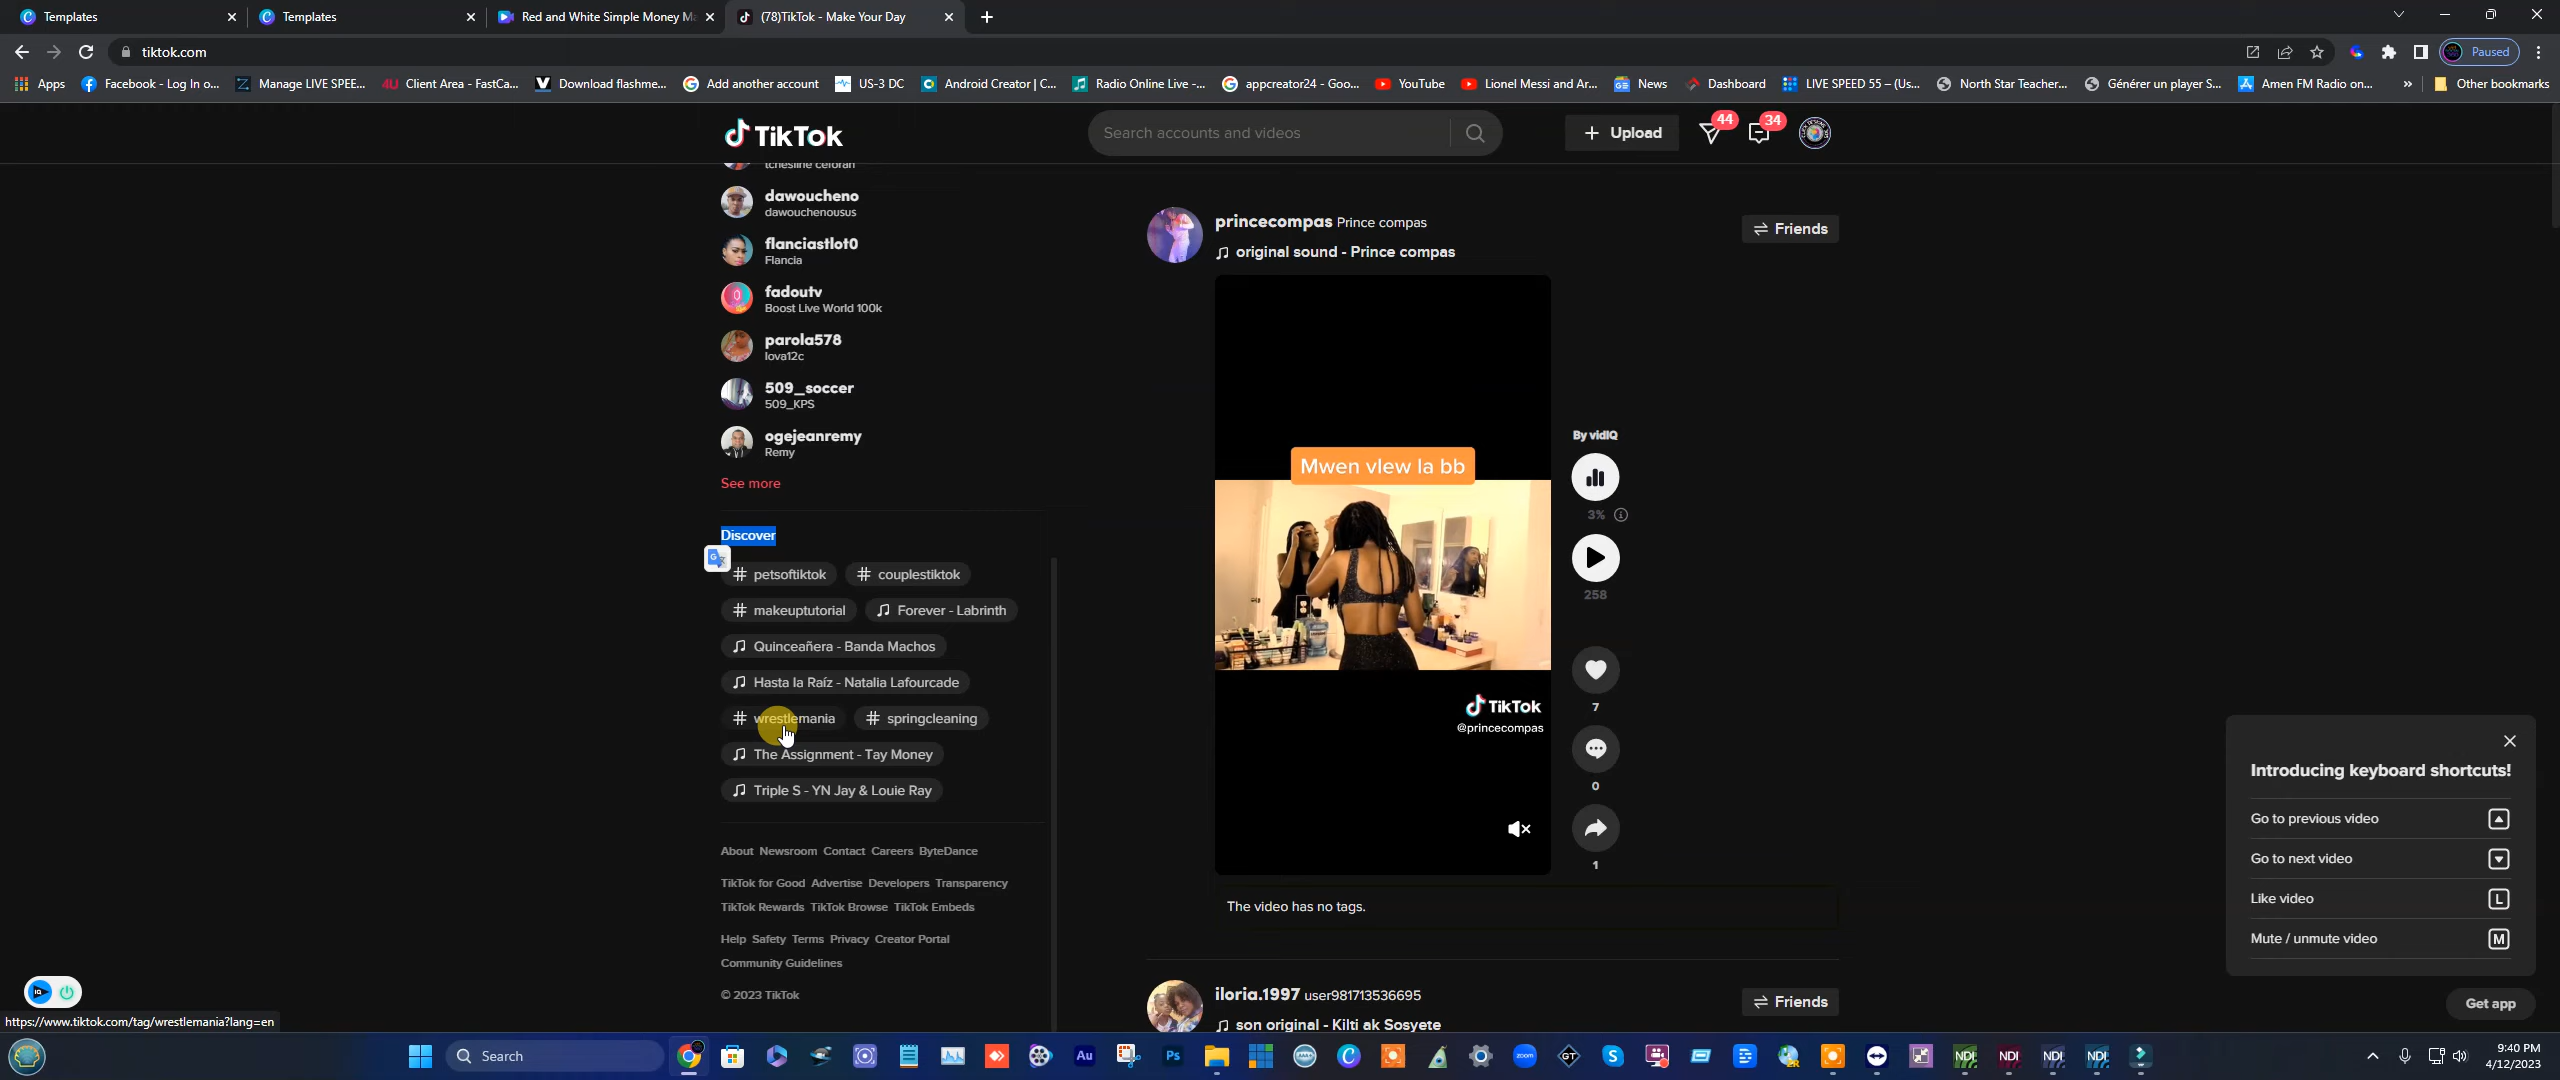 Templates
Templates
Red and White Simple Money M
(78)TikTok - Make Your Day
tiktok.com
Paused
Apps
Facebook - Log In o...
Manage LIVE SPEE...
Client Area - FastCa...
Download flashme...
Add another account
US-3 DC
Android Creator | C...
Radio Online Live -...
appcreator24 - Goo...
YouTube
Lionel Messi and Ar...
News
Dashboard
LIVE SPEED 55 – (Us...
North Star Teacher...
Générer un player S...
Amen FM Radio on...
»
Other bookmarks
TikTok
Search accounts and videos
Upload
44
34
tchesline ceforah
dawoucheno
dawouchenousus
flanciastlot0
Flancia
fadoutv
Boost Live World 100k
parola578
lova12c
509_soccer
509_KPS
ogejeanremy
Remy
See more
Discover
# petsoftiktok
# couplestiktok
# makeuptutorial
Forever - Labrinth
Quinceañera - Banda Machos
Hasta la Raíz - Natalia Lafourcade
# wrestlemania
# springcleaning
The Assignment - Tay Money
Triple S - YN Jay & Louie Ray
About Newsroom Contact Careers ByteDance
TikTok for Good Advertise Developers Transparency
TikTok Rewards TikTok Browse TikTok Embeds
Help Safety Terms Privacy Creator Portal
Community Guidelines
© 2023 TikTok
princecompas Prince compas
original sound - Prince compas
Friends
Mwen vlew la bb
TikTok
@princecompas
By vidIQ
3%
258
7
0
1
The video has no tags.
iloria.1997 user981713536695
son original - Kilti ak Sosyete
Friends
Introducing keyboard shortcuts!
Go to previous video
Go to next video
Like video
L
Mute / unmute video
M
Get app
https://www.tiktok.com/tag/wrestlemania?lang=en
Search
Au
Ps
zoom
GT
NDI
NDI
NDI
NDI
9:40 PM
4/12/2023